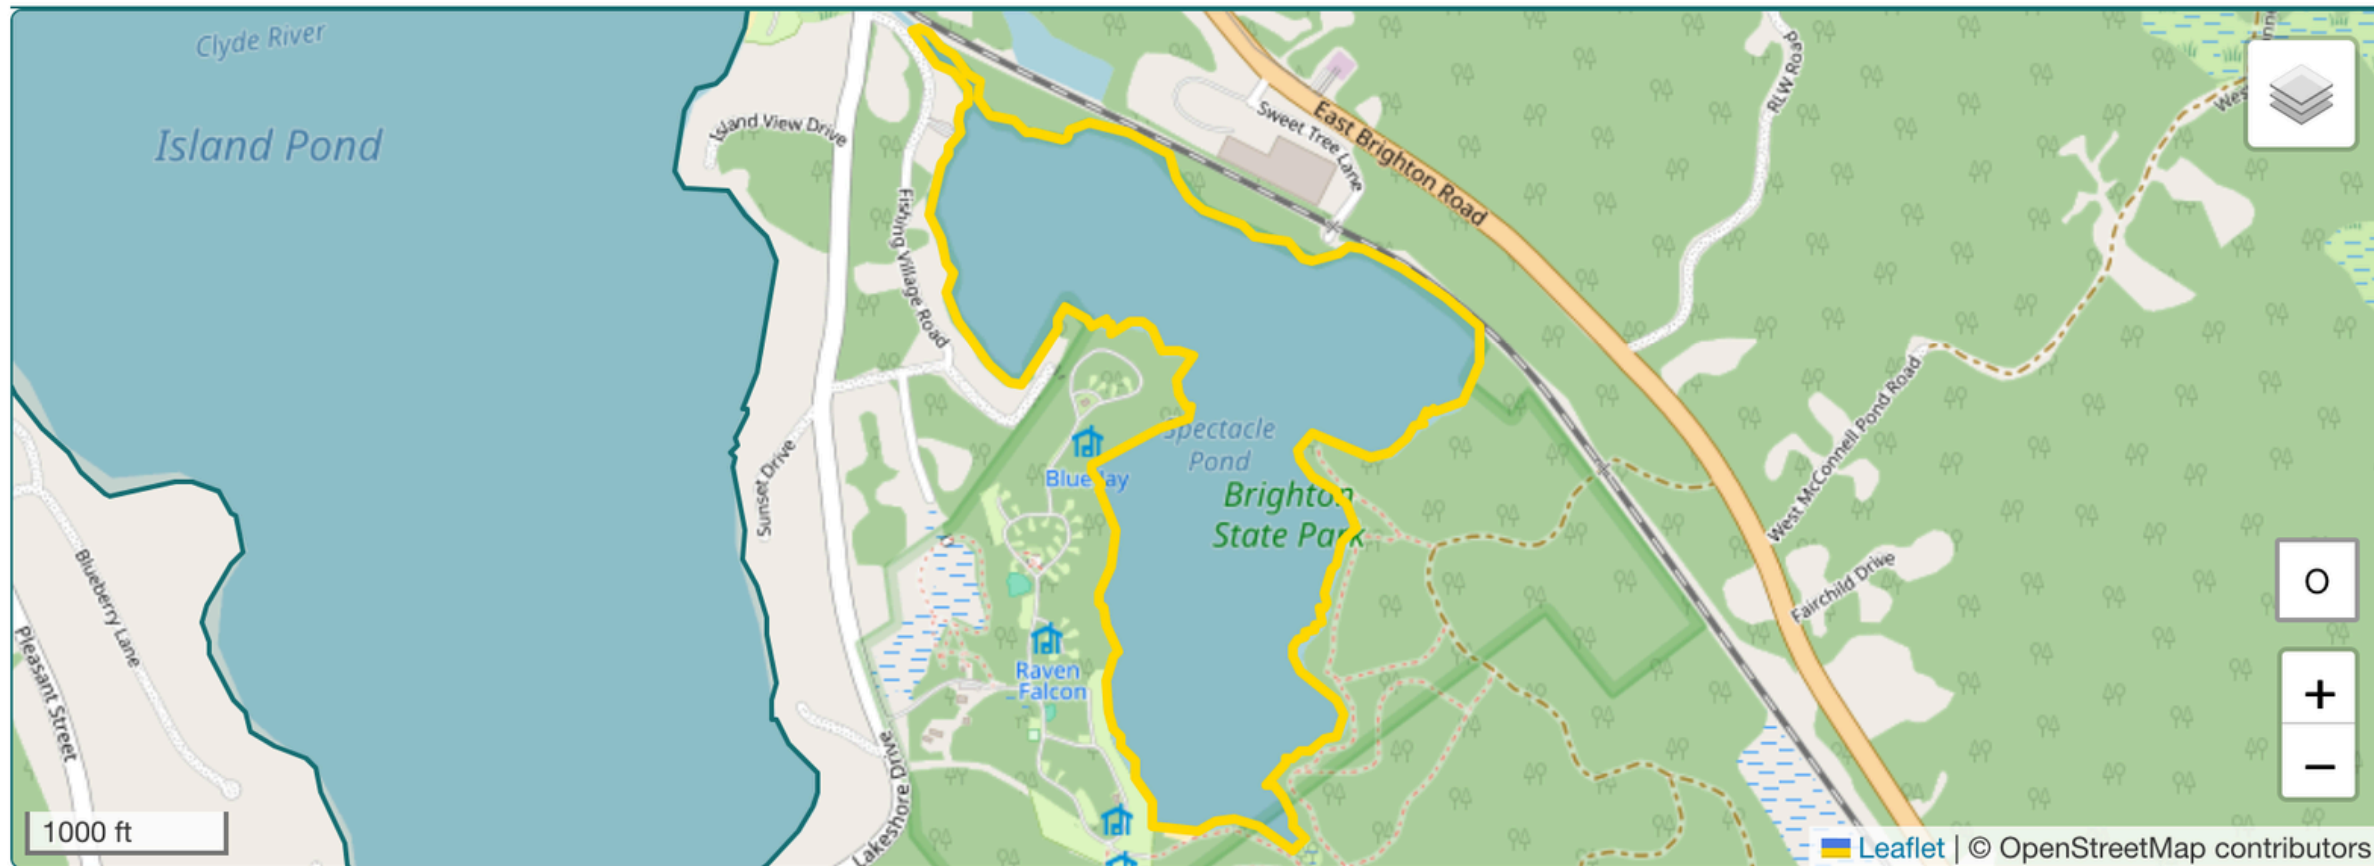 Clyde River
Island Pond
Island View Drive
Fishing Village Road
Sweet Tree Lane
East Brighton Road
RLW Road
Wes
Sunset Drive
BlueJay
Spectacle
Pond
Brighton
State Park
West McConnell Pond Road
Fairchild Drive
Blueberry Lane
Pleasant Street
Raven
Falcon
Lakeshore Drive
O
+
−
1000 ft
Leaflet | © OpenStreetMap contributors